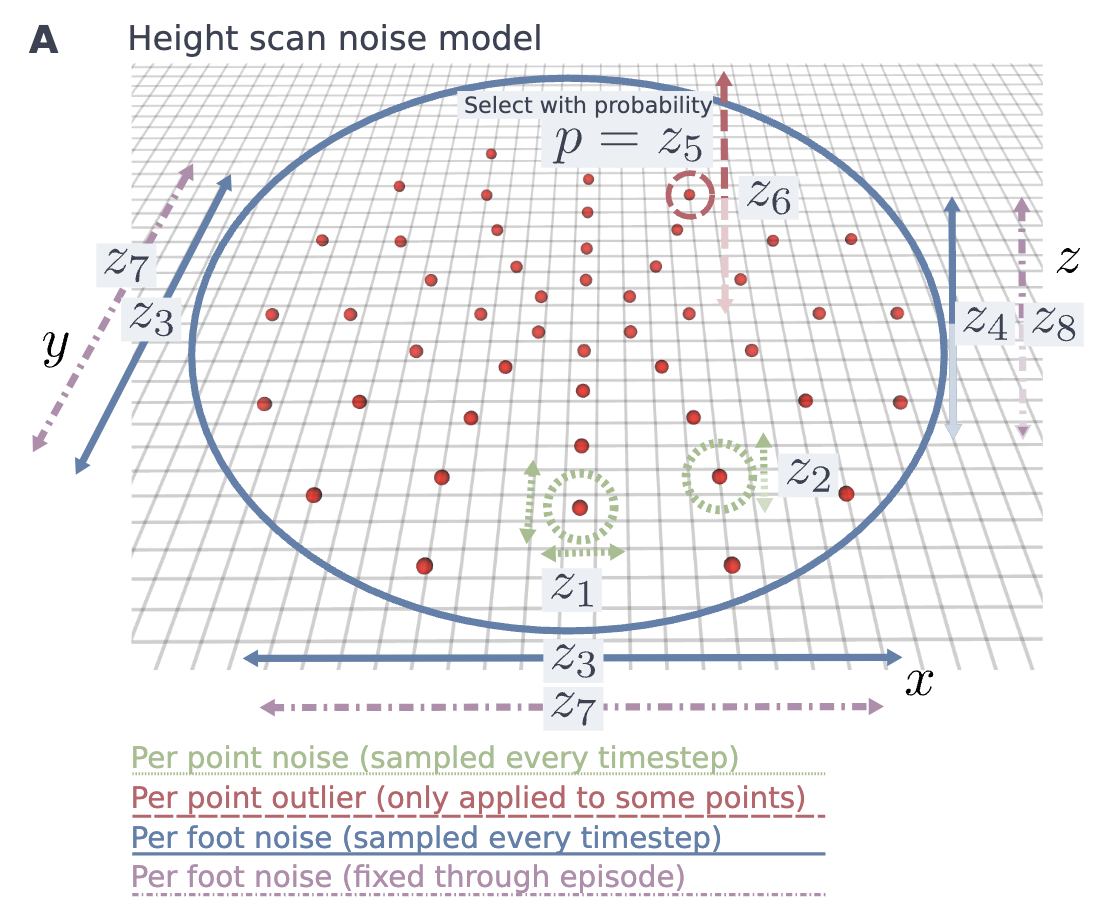 A Height scan noise model
Select with probability
p = z5
z6
z7
z3
y
z
z4
z8
z2
z1
z3
x
z7
Per point noise (sampled every timestep)
Per point outlier (only applied to some points)
Per foot noise (sampled every timestep)
Per foot noise (fixed through episode)